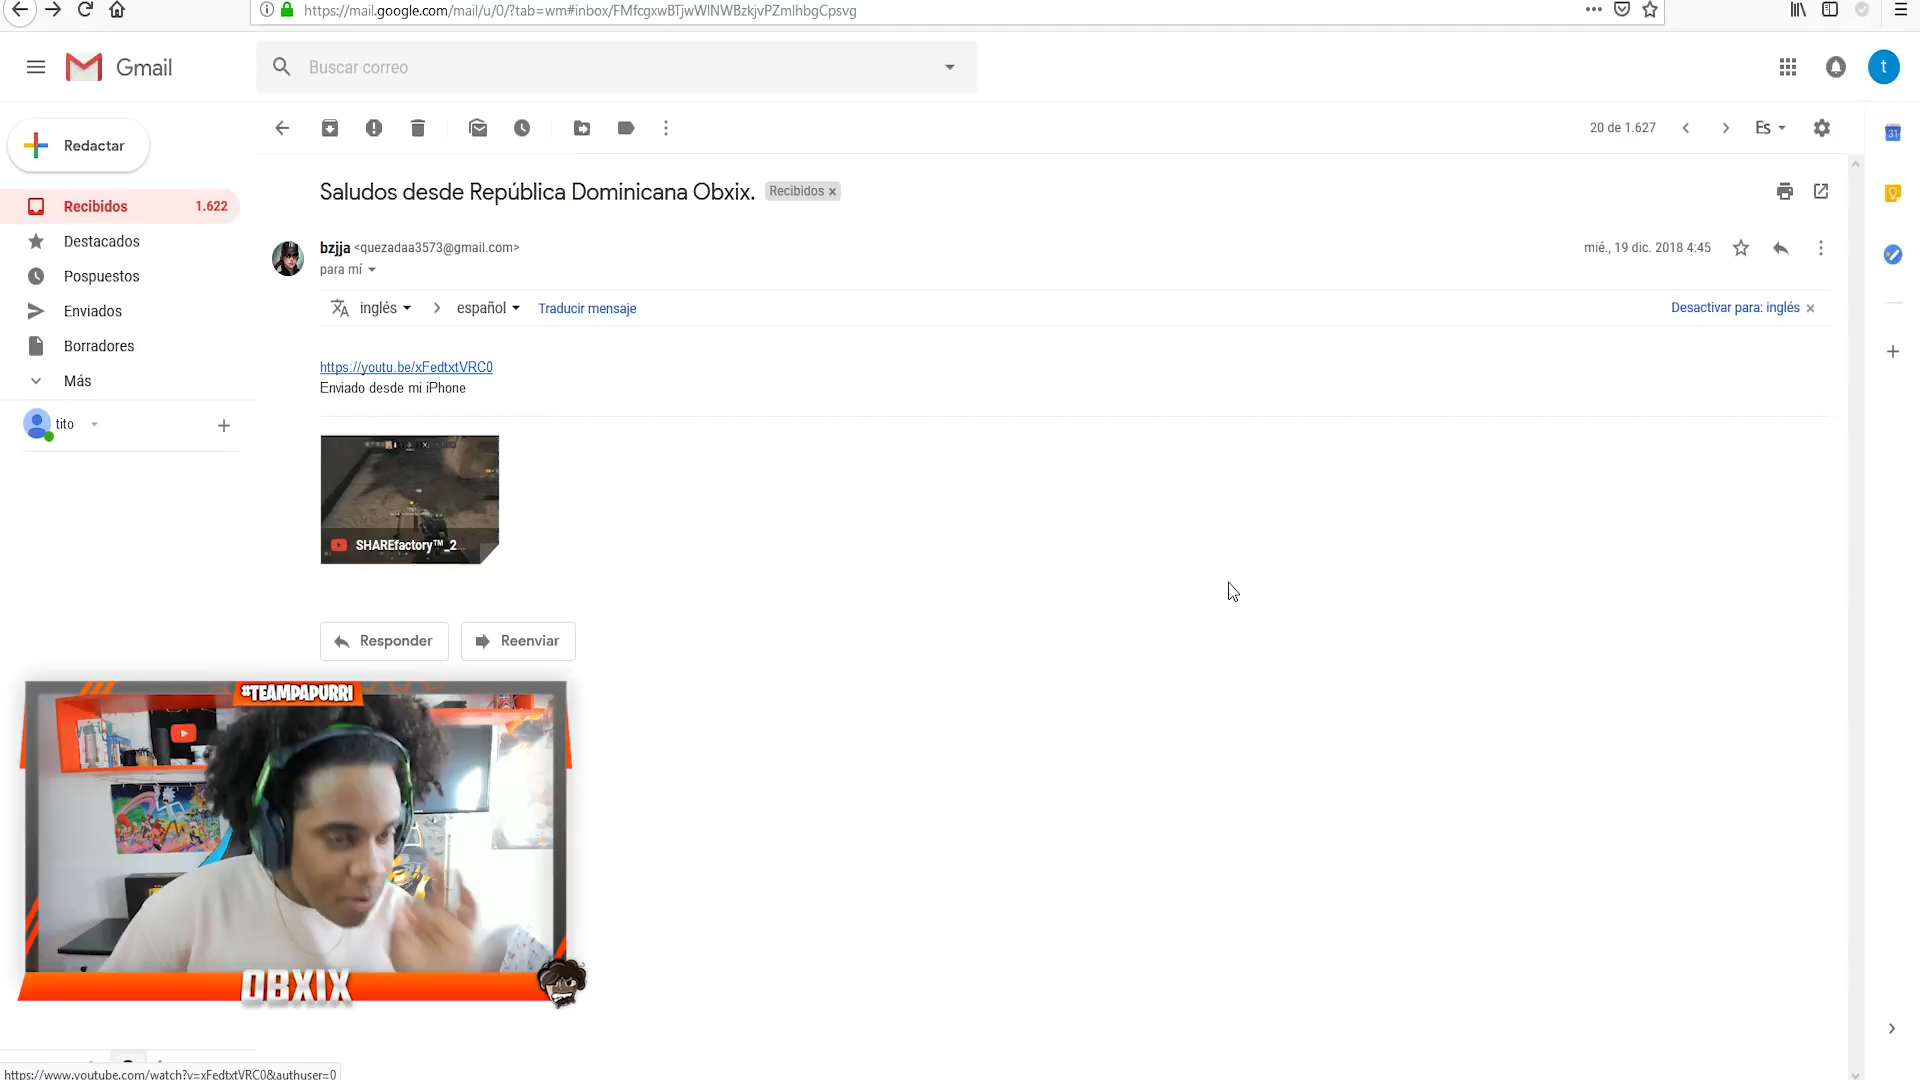 https://mail.google.com/mail/u/0/?tab=wm#inbox/FMfcgxwBTjwWlNWBzkjvPZmlhbgCpsvg
Gmail
Buscar correo
t
Redactar
20 de 1.627
Es
31
Saludos desde República Dominicana Obxix.
Recibidos x
Recibidos
1.622
Destacados
Pospuestos
Enviados
Borradores
Más
tito
bzjja <quezadaa3573@gmail.com>
mié., 19 dic. 2018 4:45
para mí
inglés
español
Traducir mensaje
Desactivar para: inglés x
https://youtu.be/xFedtxtVRC0
Enviado desde mi iPhone
SHAREfactory™_2...
Responder
Reenviar
#TEAMPAPURRI
OBXIX
https://www.youtube.com/watch?v=xFedtxtVRC0&authuser=0